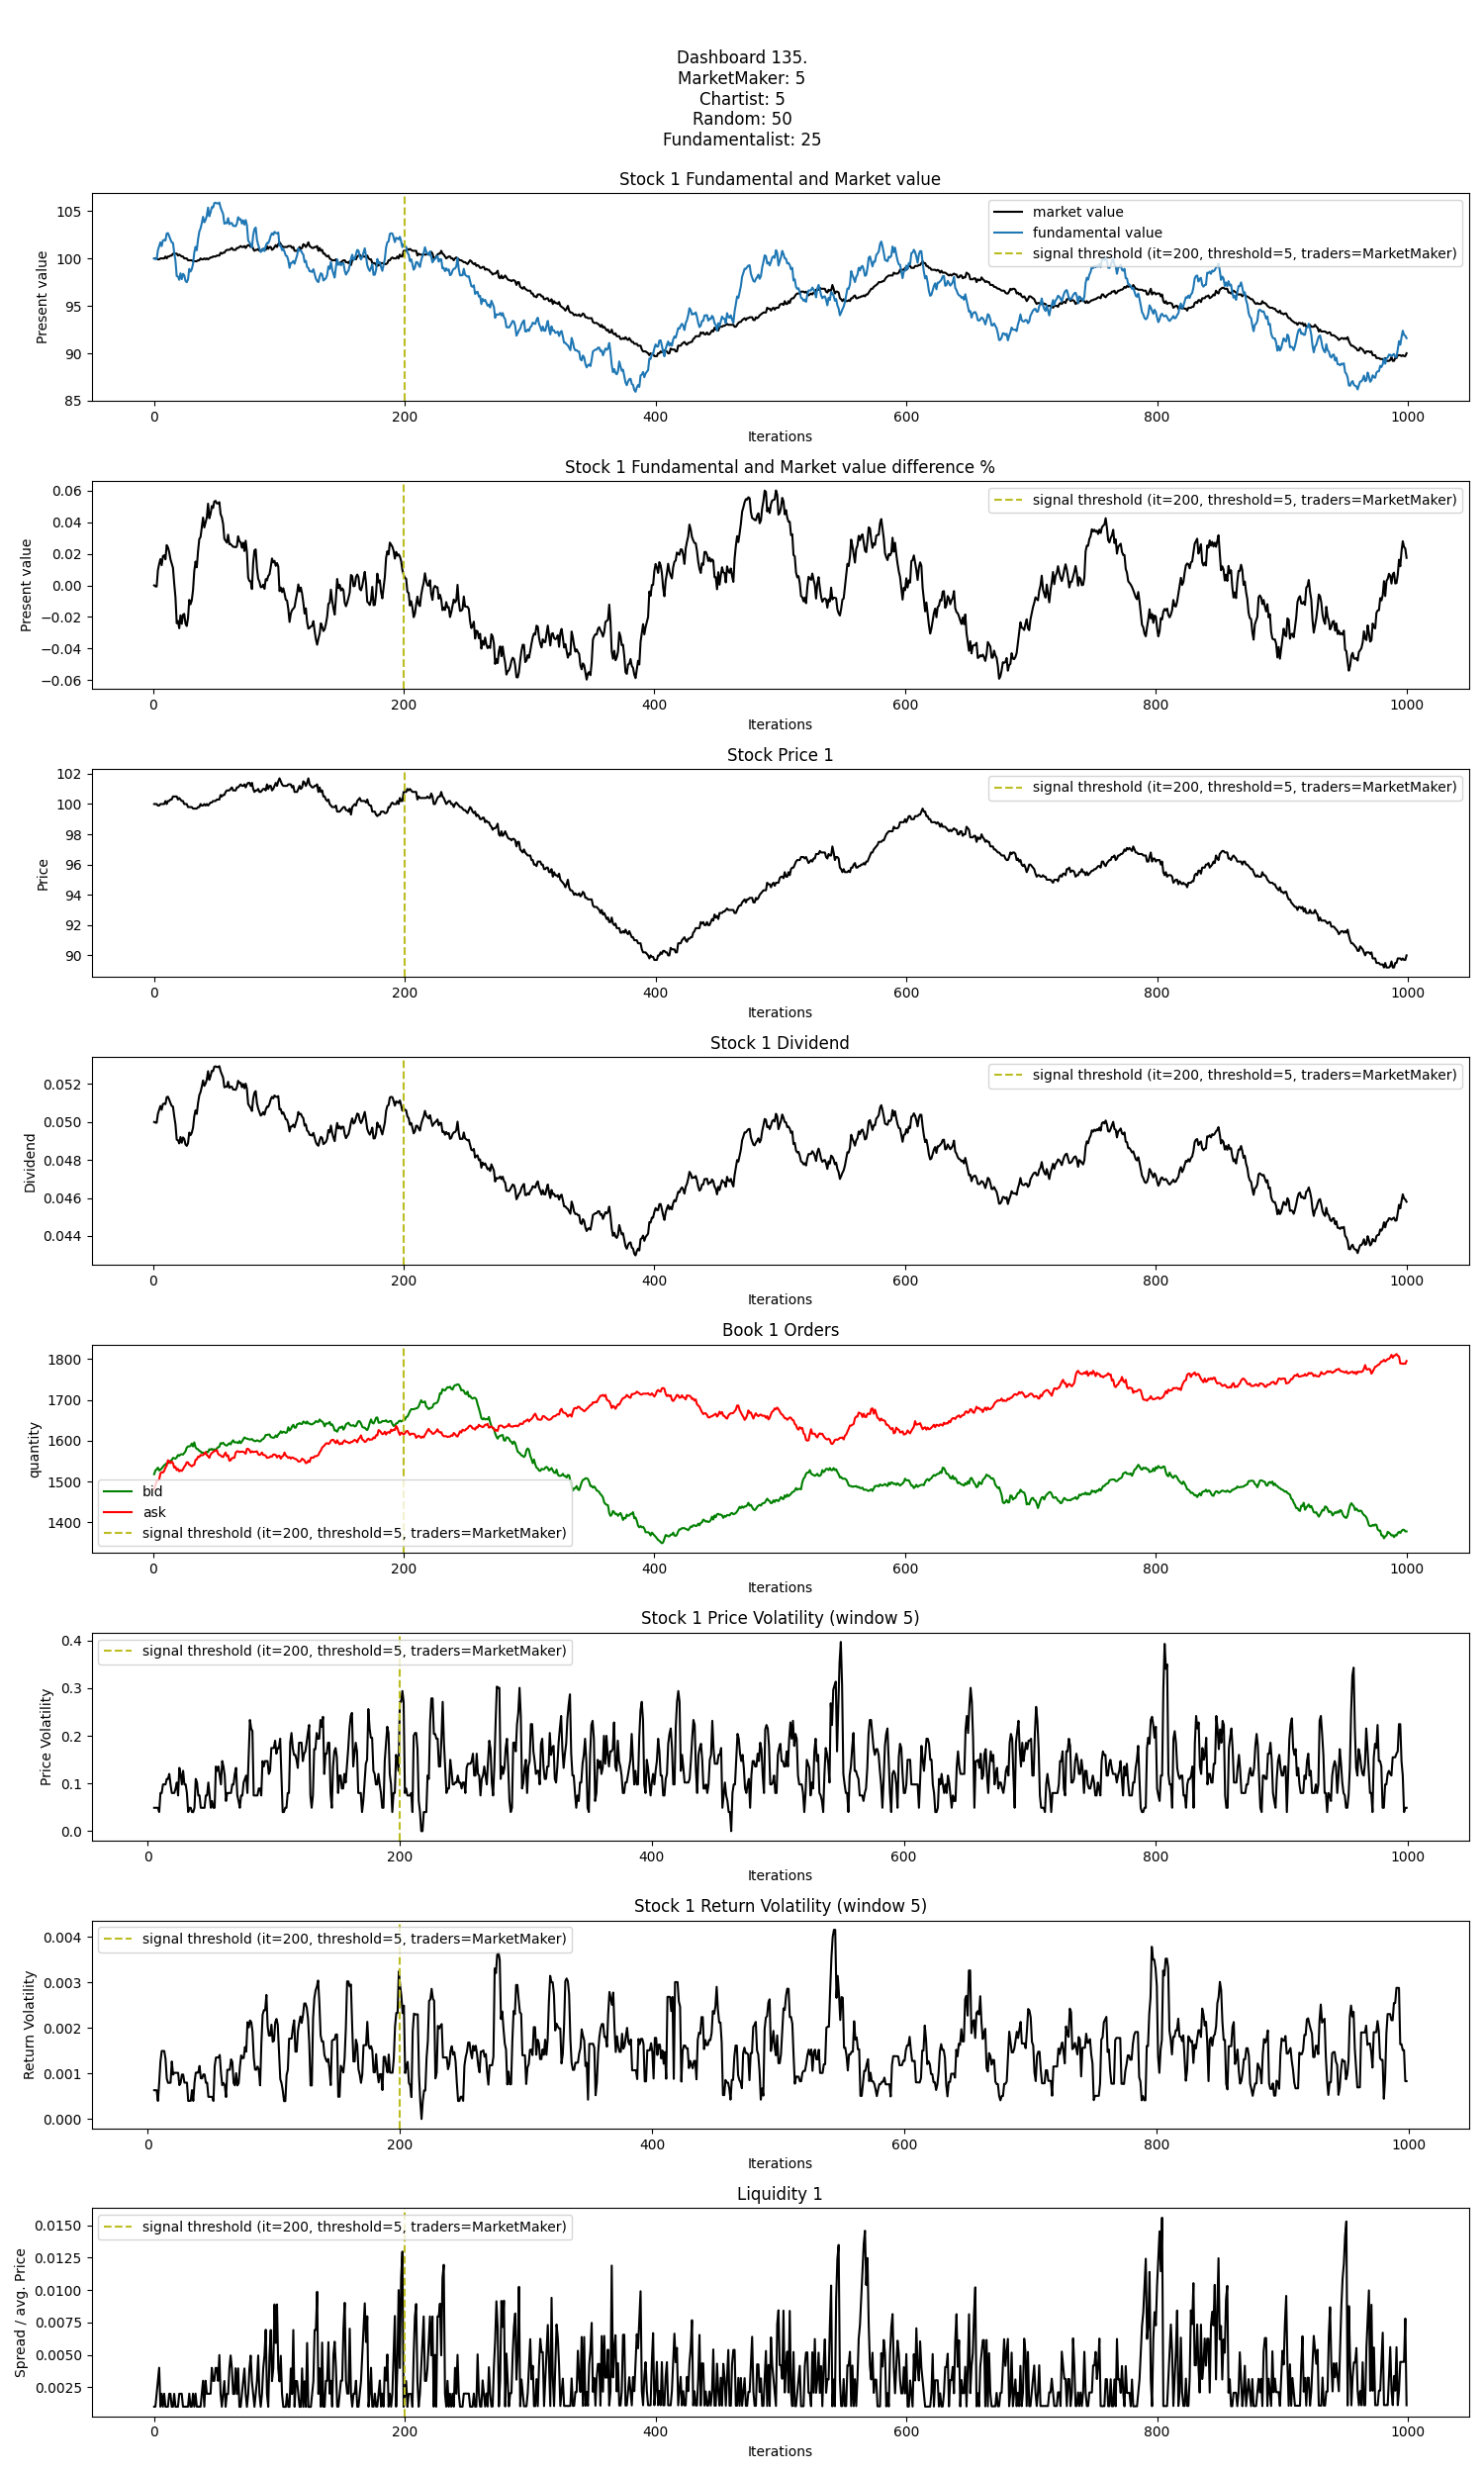 Dashboard 135.
MarketMaker: 5
Chartist: 5
Random: 50
Fundamentalist: 25
Stock 1 Fundamental and Market value
Present value
105
100
95
90
85
market value
fundamental value
signal threshold (it=200, threshold=5, traders=MarketMaker)
0 200 400 600 800 1000
Iterations
Stock 1 Fundamental and Market value difference %
Present value
0.06
0.04
0.02
0.00
−0.02
−0.04
−0.06
signal threshold (it=200, threshold=5, traders=MarketMaker)
0 200 400 600 800 1000
Iterations
Stock Price 1
Price
102
100
98
96
94
92
90
signal threshold (it=200, threshold=5, traders=MarketMaker)
0 200 400 600 800 1000
Iterations
Stock 1 Dividend
Dividend
0.052
0.050
0.048
0.046
0.044
signal threshold (it=200, threshold=5, traders=MarketMaker)
0 200 400 600 800 1000
Iterations
Book 1 Orders
quantity
1800
1700
1600
1500
1400
bid
ask
signal threshold (it=200, threshold=5, traders=MarketMaker)
0 200 400 600 800 1000
Iterations
Stock 1 Price Volatility (window 5)
Price Volatility
0.4
0.3
0.2
0.1
0.0
signal threshold (it=200, threshold=5, traders=MarketMaker)
0 200 400 600 800 1000
Iterations
Stock 1 Return Volatility (window 5)
Return Volatility
0.004
0.003
0.002
0.001
0.000
signal threshold (it=200, threshold=5, traders=MarketMaker)
0 200 400 600 800 1000
Iterations
Liquidity 1
Spread / avg. Price
0.0150
0.0125
0.0100
0.0075
0.0050
0.0025
signal threshold (it=200, threshold=5, traders=MarketMaker)
0 200 400 600 800 1000
Iterations